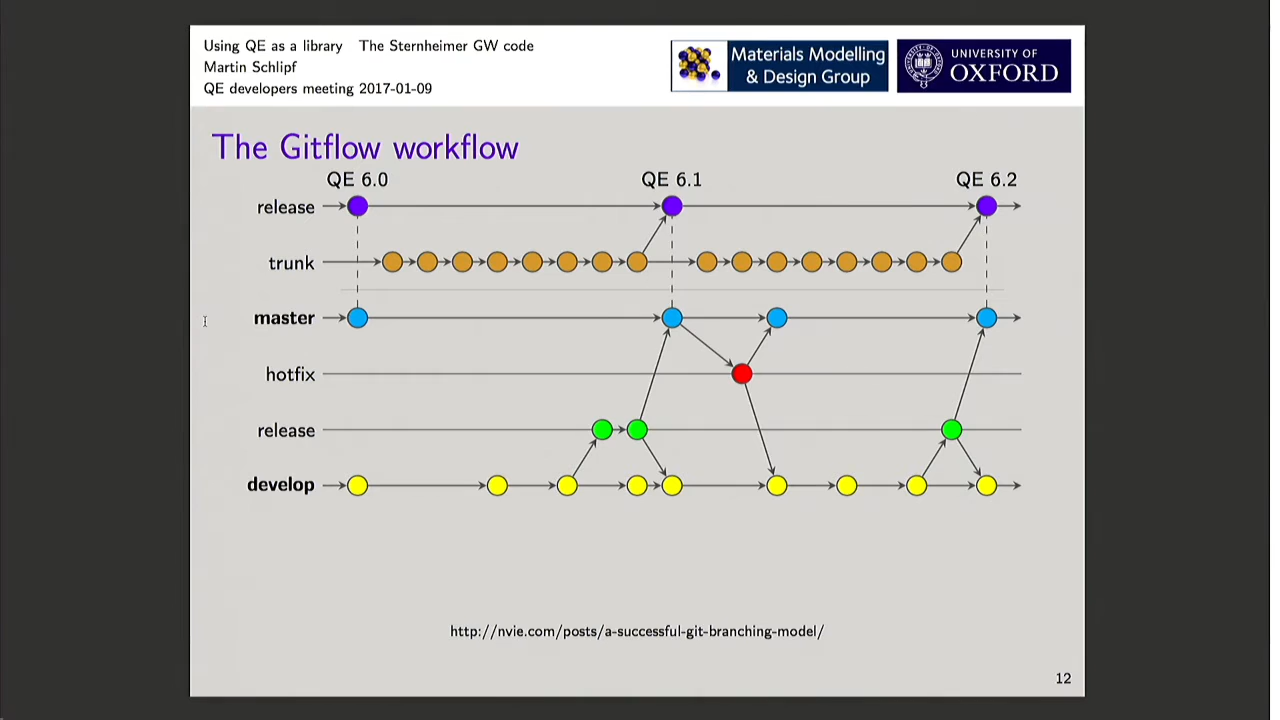 Using QE as a library The Sternheimer GW code
Martin Schlipf
QE developers meeting 2017-01-09
Materials Modelling
& Design Group
UNIVERSITY OF
OXFORD
The Gitflow workflow
QE 6.0 QE 6.1 QE 6.2
release
trunk
master
hotfix
release
develop
http://nvie.com/posts/a-successful-git-branching-model/
12